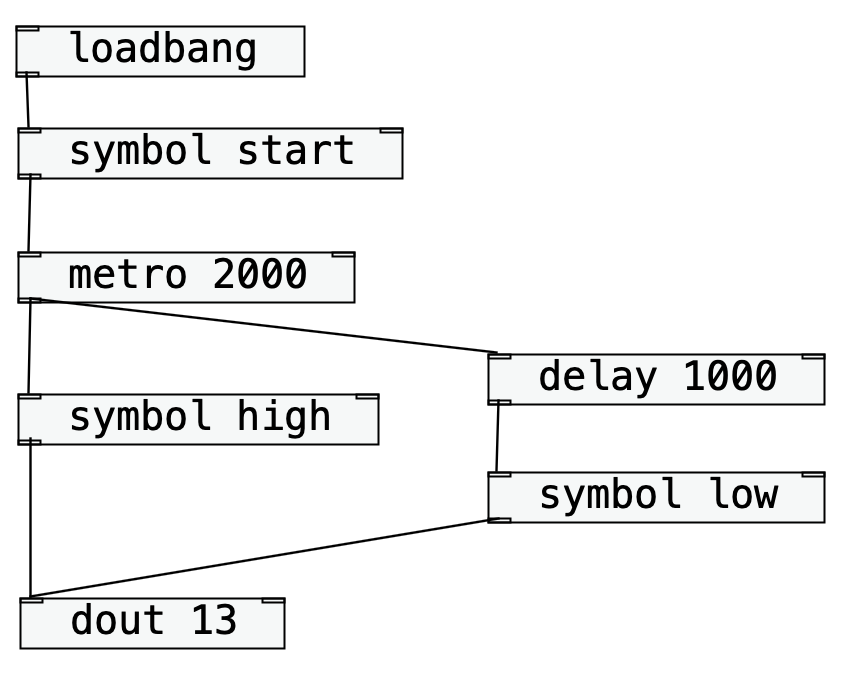 loadbang
symbol start
metro 2000
delay 1000
symbol high
symbol low
dout 13